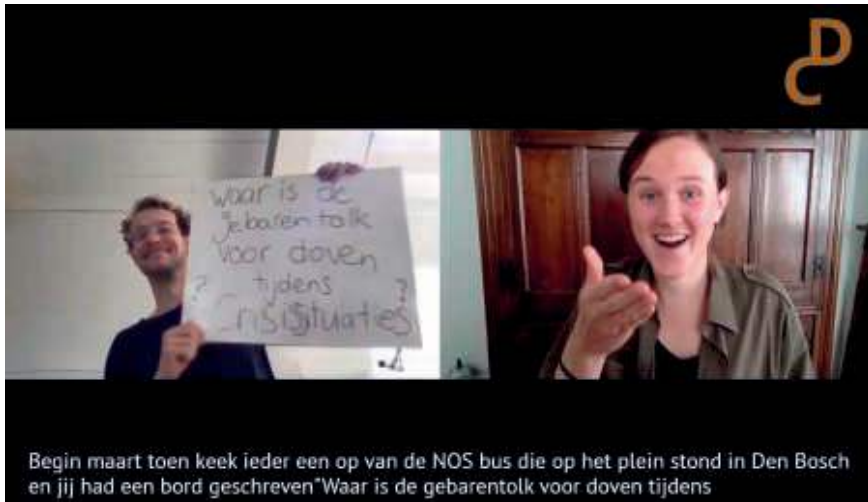 DC
waar is de
gebarentolk
voor doven
tijdens
? Crisissituaties ?
Begin maart toen keek ieder een op van de NOS bus die op het plein stond in Den Bosch
en jij had een bord geschreven"Waar is de gebarentolk voor doven tijdens